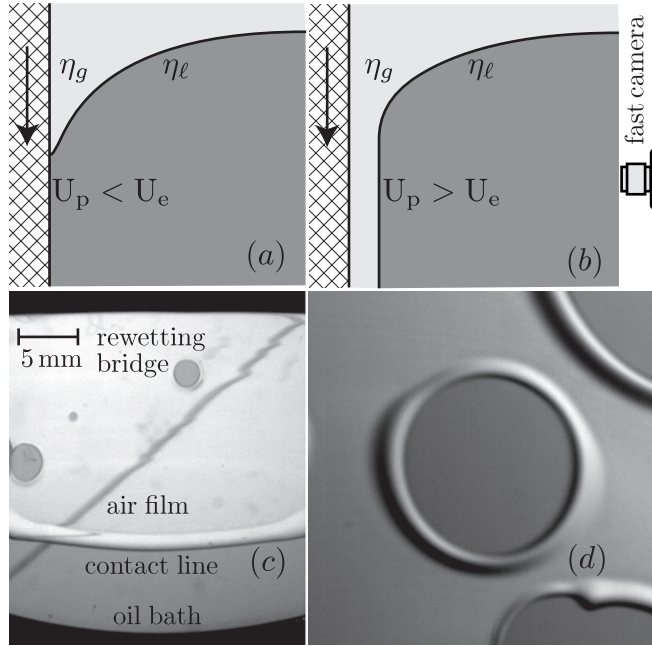 η_g
η_ℓ
U_p < U_e
(a)
η_g
η_ℓ
U_p > U_e
(b)
fast camera
5 mm
rewetting
bridge
air film
contact line
(c)
oil bath
(d)